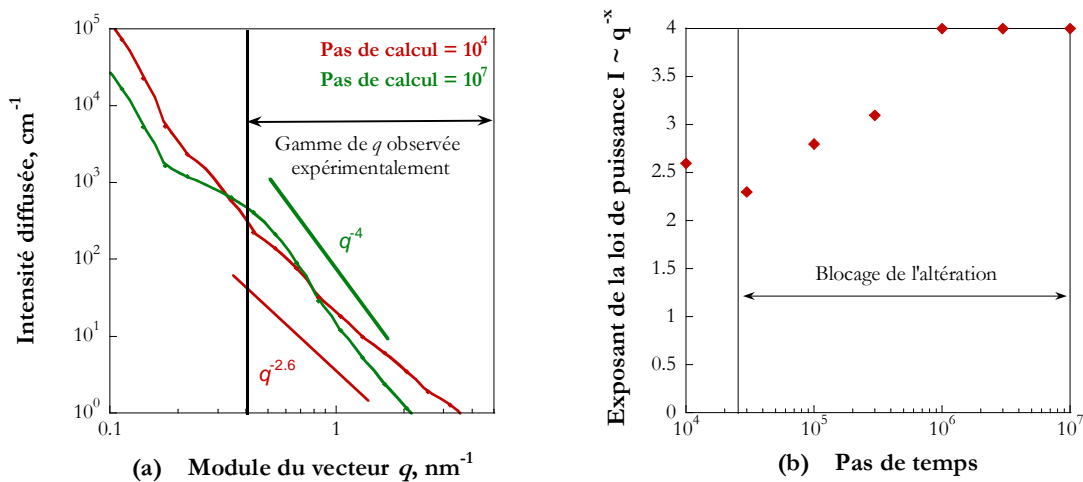 10^5
10^4
10^3
10^2
10^1
10^0
Intensité diffusée, cm^-1
Pas de calcul = 10^4
Pas de calcul = 10^7
Gamme de q observée
expérimentalement
q^-4
q^-2.6
0.1
1
(a) Module du vecteur q, nm^-1
4
3.5
3
2.5
2
1.5
1
0.5
0
Exposant de la loi de puissance I ~ q^-x
Blocage de l'altération
10^4
10^5
10^6
10^7
(b) Pas de temps